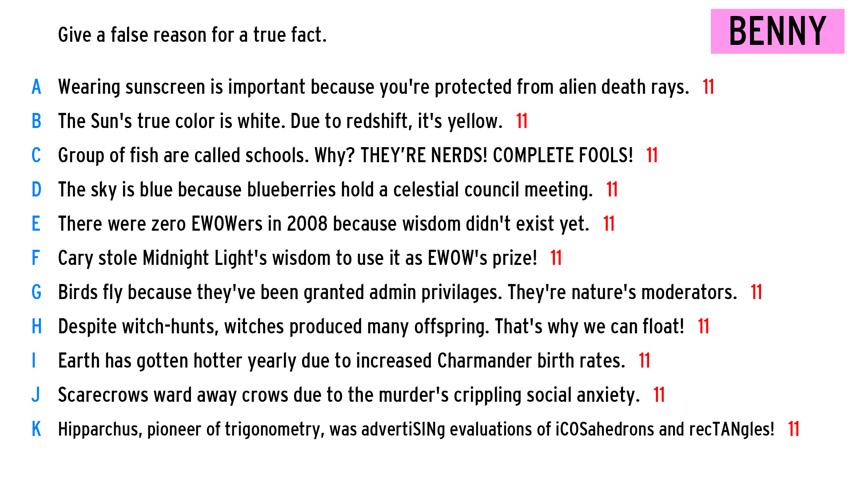 Give a false reason for a true fact.
BENNY
A Wearing sunscreen is important because you're protected from alien death rays. 11
B The Sun's true color is white. Due to redshift, it's yellow. 11
C Group of fish are called schools. Why? THEY'RE NERDS! COMPLETE FOOLS! 11
D The sky is blue because blueberries hold a celestial council meeting. 11
E There were zero EWOWers in 2008 because wisdom didn't exist yet. 11
F Cary stole Midnight Light's wisdom to use it as EWOW's prize! 11
G Birds fly because they've been granted admin privilages. They're nature's moderators. 11
H Despite witch-hunts, witches produced many offspring. That's why we can float! 11
I Earth has gotten hotter yearly due to increased Charmander birth rates. 11
J Scarecrows ward away crows due to the murder's crippling social anxiety. 11
K Hipparchus, pioneer of trigonometry, was advertiSINg evaluations of iCOSahedrons and recTANgles! 11